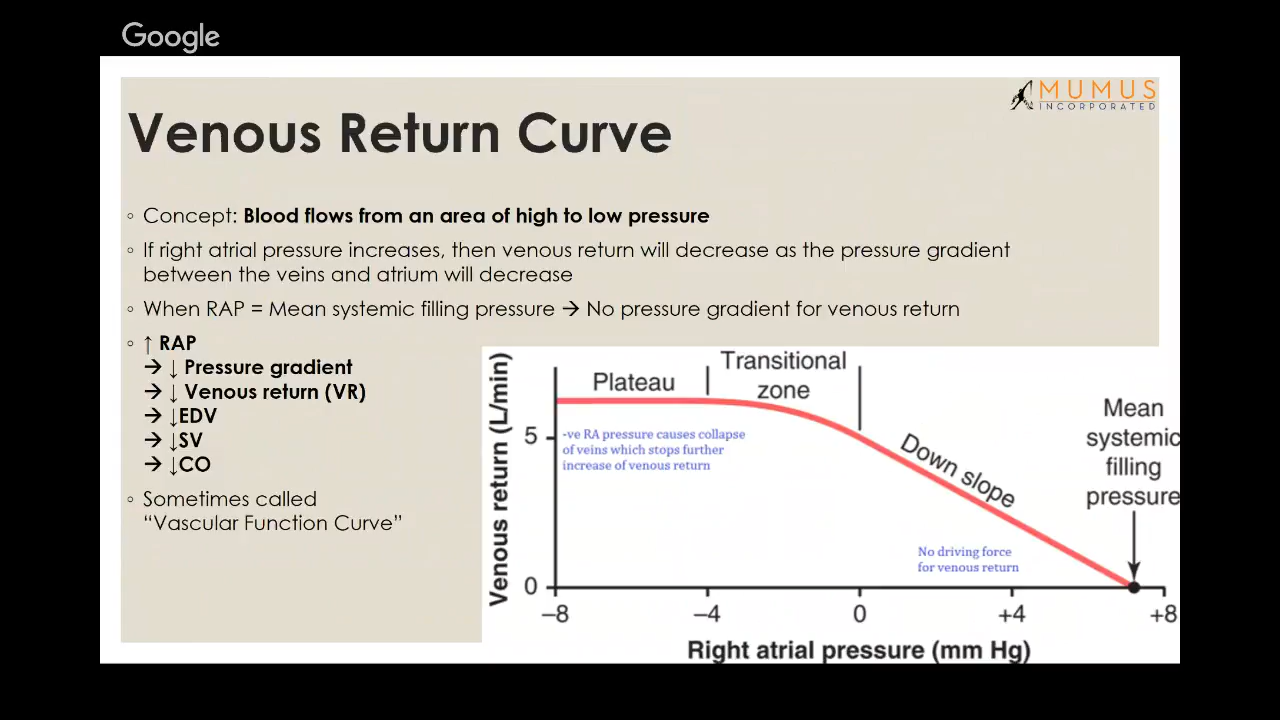 Google
MUMUS
INCORPORATED
Venous Return Curve
◦ Concept: Blood flows from an area of high to low pressure
◦ If right atrial pressure increases, then venous return will decrease as the pressure gradient
between the veins and atrium will decrease
◦ When RAP = Mean systemic filling pressure → No pressure gradient for venous return
◦ ↑ RAP
→ ↓ Pressure gradient
→ ↓ Venous return (VR)
→ ↓EDV
→ ↓SV
→ ↓CO
◦ Sometimes called
“Vascular Function Curve”
Venous return (L/min)
5
0
Plateau
Transitional
zone
-ve RA pressure causes collapse
of veins which stops further
increase of venous return
Down slope
No driving force
for venous return
Mean
systemic
filling
pressure
–8 –4 0 +4 +8
Right atrial pressure (mm Hg)